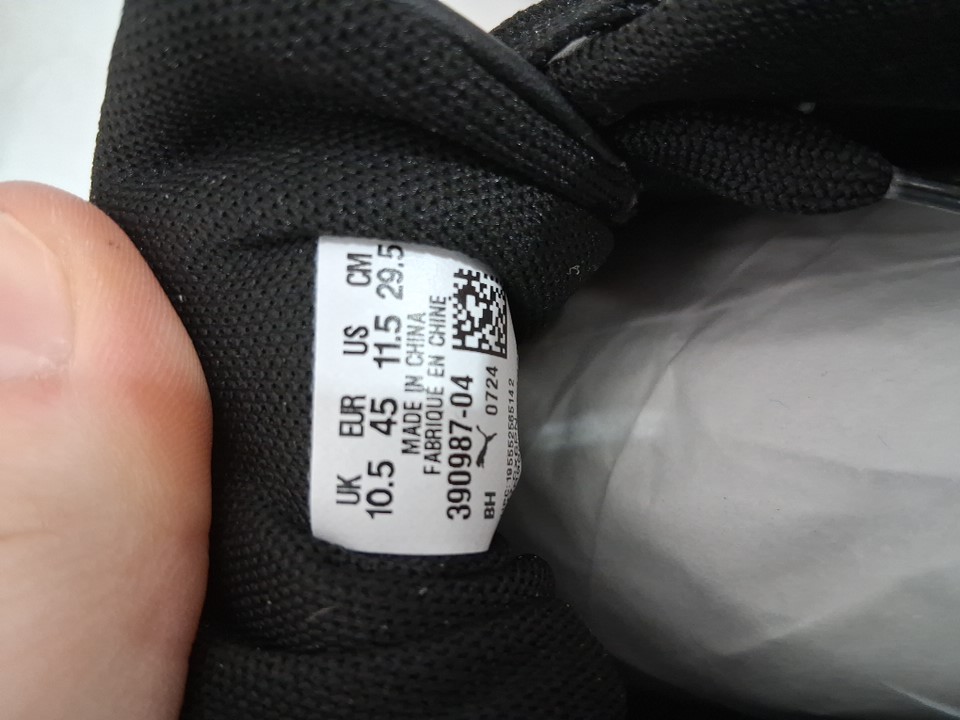 UK EUR US CM
10.5 45 11.5 29.5
MADE IN CHINA
FABRIQUÉ EN CHINE
390987-04
BH 0724